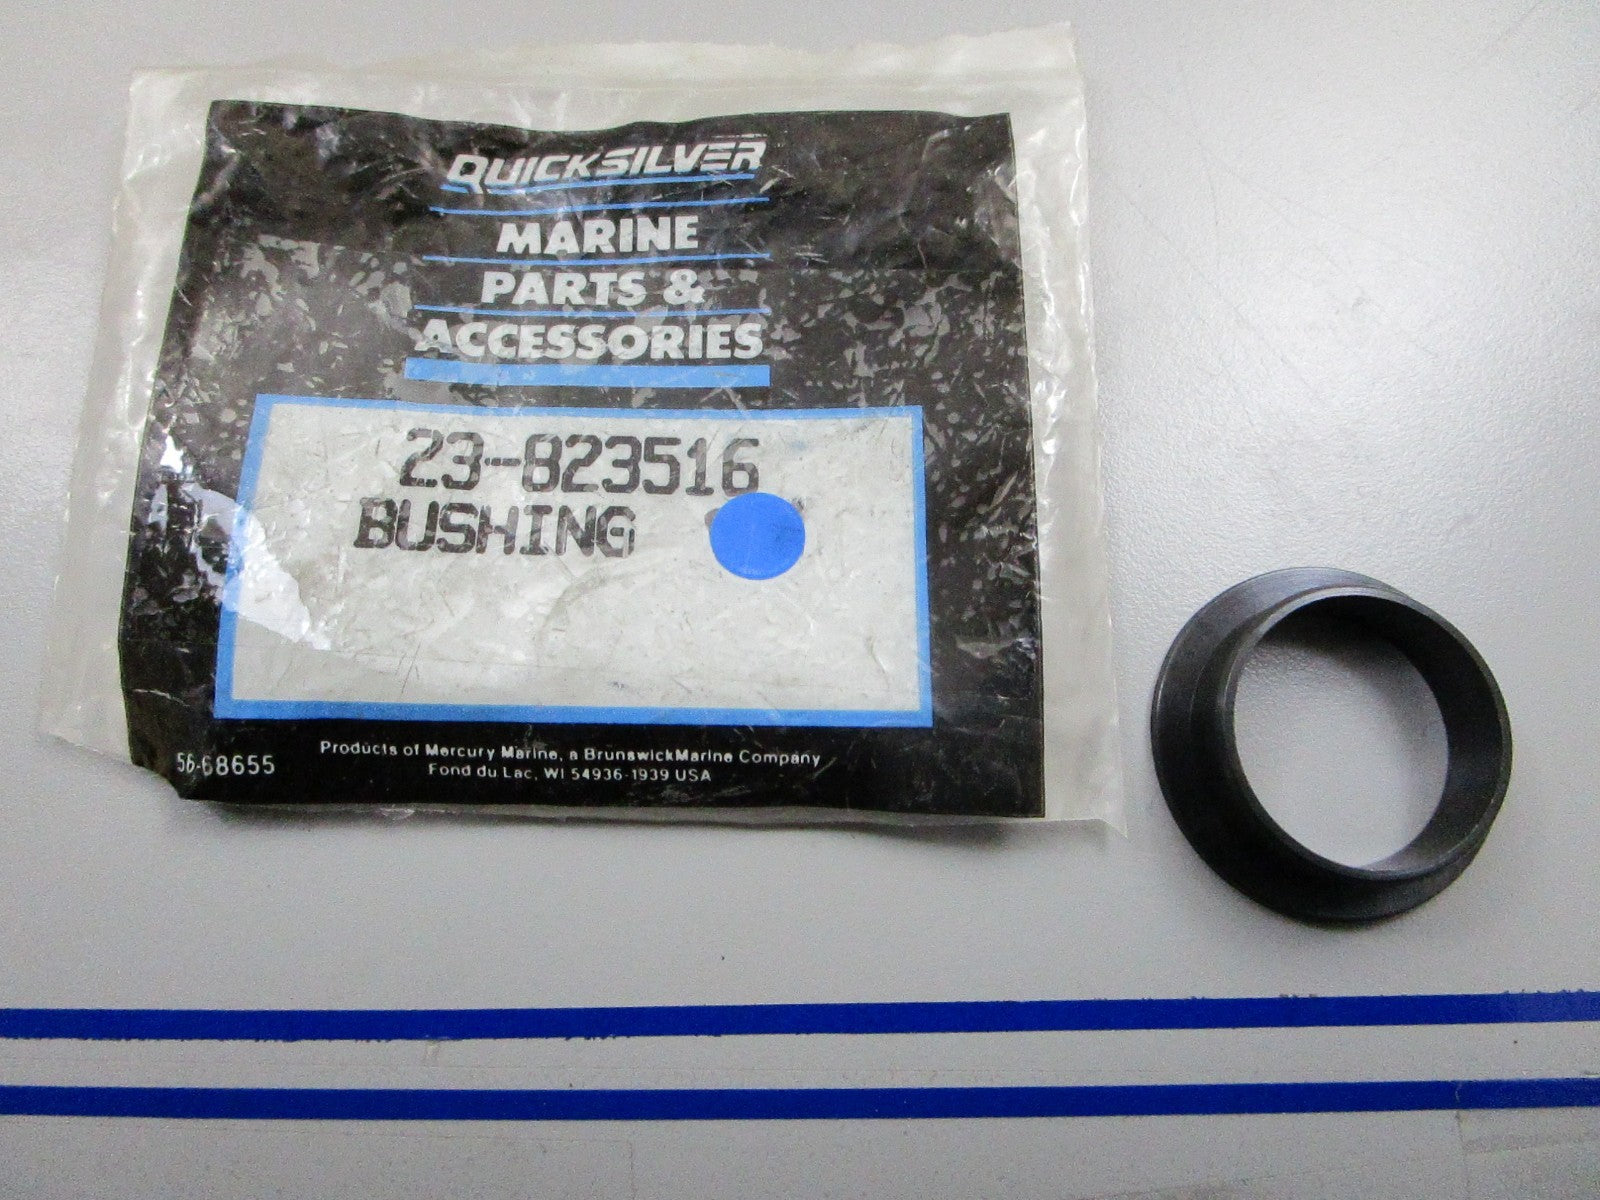 QUICKSILVER
MARINE
PARTS &
ACCESSORIES
23-823516
BUSHING
56-68655
Products of Mercury Marine, a BrunswickMarine Company
Fond du Lac, WI 54936-1939 USA